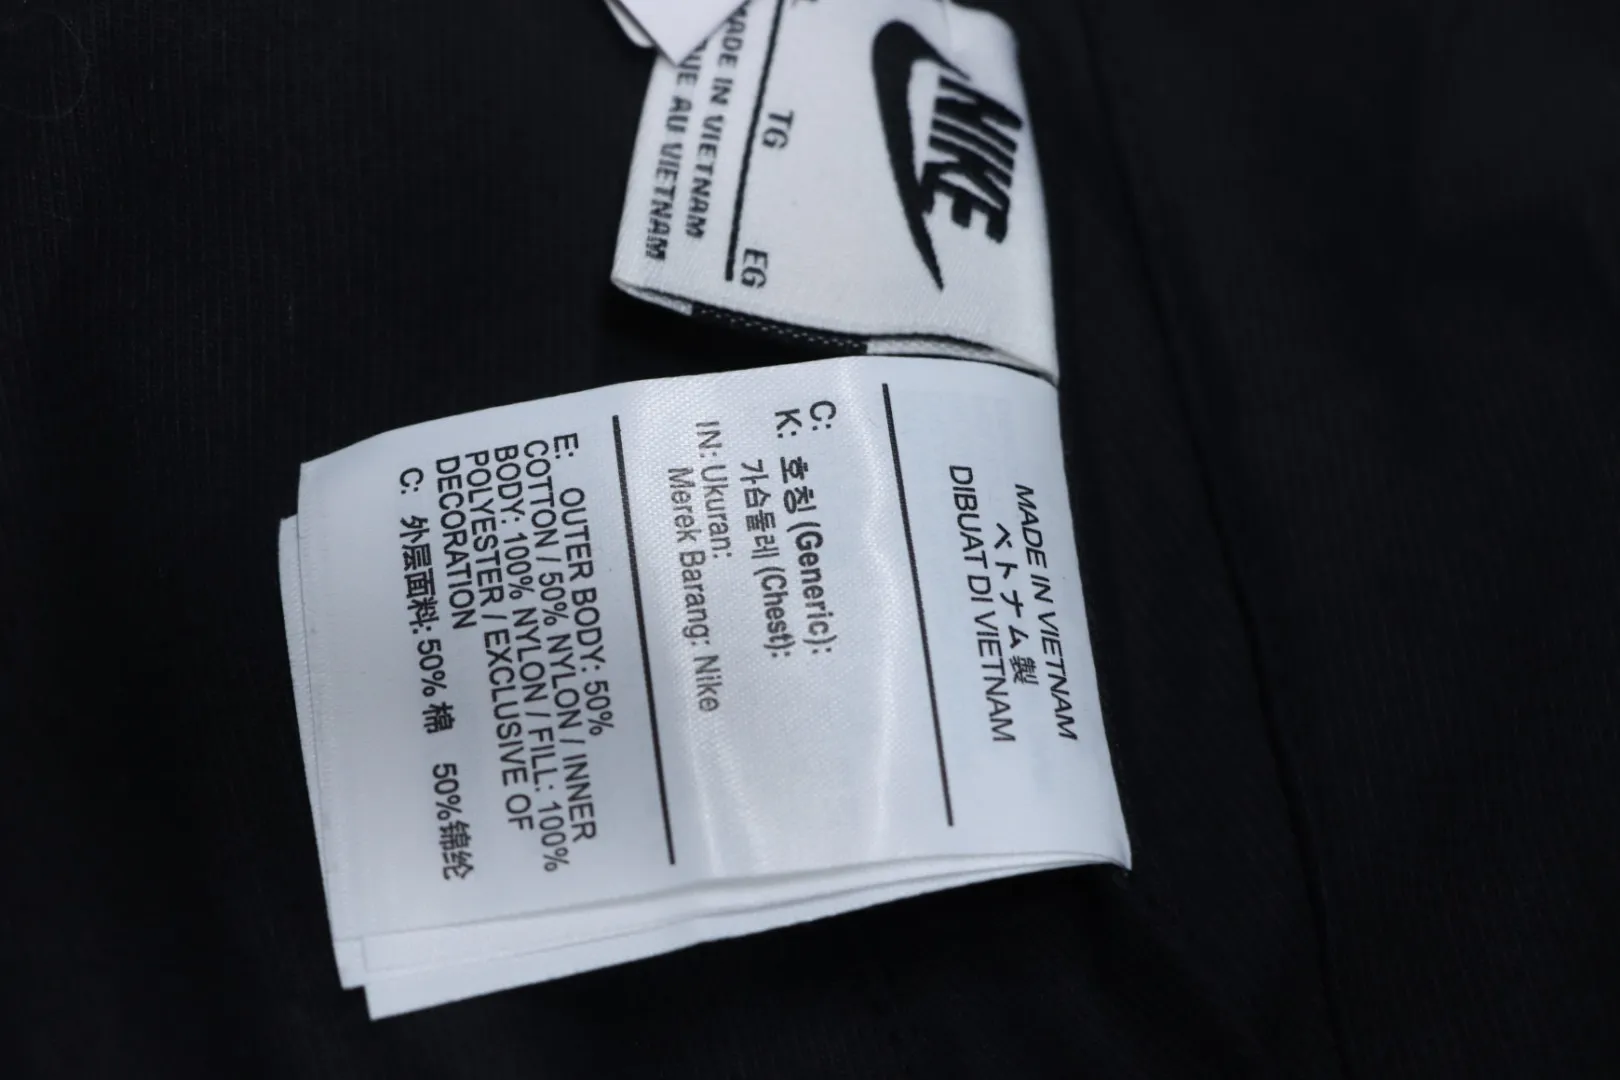 NIKE
TG
EG
MADE IN VIETNAM
AU VIETNAM
MADE IN VIETNAM
ベトナム製
DIBUAT DI VIETNAM
C:
K: 호칭 (Generic):
가슴둘레 (Chest):
IN: Ukuran:
Merek Barang: Nike
E: OUTER BODY: 50%
COTTON / 50% NYLON / INNER
BODY: 100% NYLON / FILL: 100%
POLYESTER / EXCLUSIVE OF
DECORATION
C: 外层面料: 50% 棉 50%锦纶